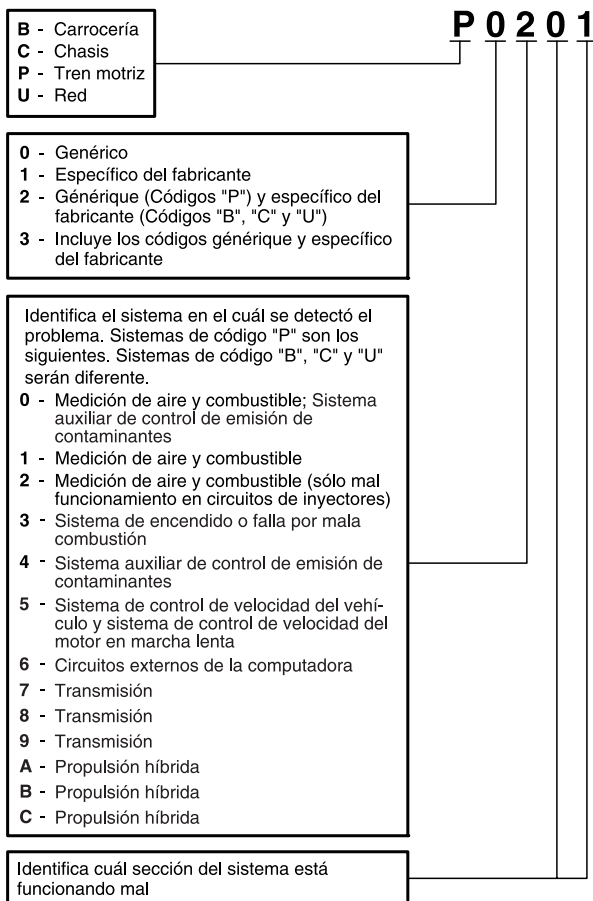 P0201
B - Carrocería
C - Chasis
P - Tren motriz
U - Red
0 - Genérico
1 - Específico del fabricante
2 - Générique (Códigos "P") y específico del
fabricante (Códigos "B", "C" y "U")
3 - Incluye los códigos générique y específico
del fabricante
Identifica el sistema en el cuál se detectó el
problema. Sistemas de código "P" son los
siguientes. Sistemas de código "B", "C" y "U"
serán diferente.
0 - Medición de aire y combustible; Sistema
auxiliar de control de emisión de
contaminantes
1 - Medición de aire y combustible
2 - Medición de aire y combustible (sólo mal
funcionamiento en circuitos de inyectores)
3 - Sistema de encendido o falla por mala
combustión
4 - Sistema auxiliar de control de emisión de
contaminantes
5 - Sistema de control de velocidad del vehí-
culo y sistema de control de velocidad del
motor en marcha lenta
6 - Circuitos externos de la computadora
7 - Transmisión
8 - Transmisión
9 - Transmisión
A - Propulsión híbrida
B - Propulsión híbrida
C - Propulsión híbrida
Identifica cuál sección del sistema está
funcionando mal